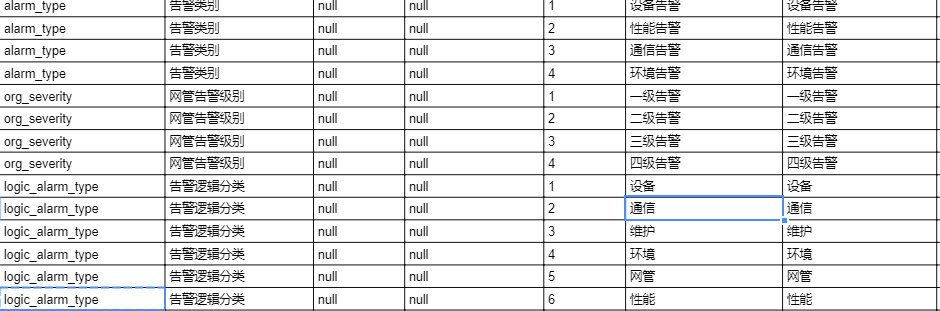 alarm_type 告警类别 null null 1 设备告警 设备告警
alarm_type 告警类别 null null 2 性能告警 性能告警
alarm_type 告警类别 null null 3 通信告警 通信告警
alarm_type 告警类别 null null 4 环境告警 环境告警
org_severity 网管告警级别 null null 1 一级告警 一级告警
org_severity 网管告警级别 null null 2 二级告警 二级告警
org_severity 网管告警级别 null null 3 三级告警 三级告警
org_severity 网管告警级别 null null 4 四级告警 四级告警
logic_alarm_type 告警逻辑分类 null null 1 设备 设备
logic_alarm_type 告警逻辑分类 null null 2 通信 通信
logic_alarm_type 告警逻辑分类 null null 3 维护 维护
logic_alarm_type 告警逻辑分类 null null 4 环境 环境
logic_alarm_type 告警逻辑分类 null null 5 网管 网管
logic_alarm_type 告警逻辑分类 null null 6 性能 性能